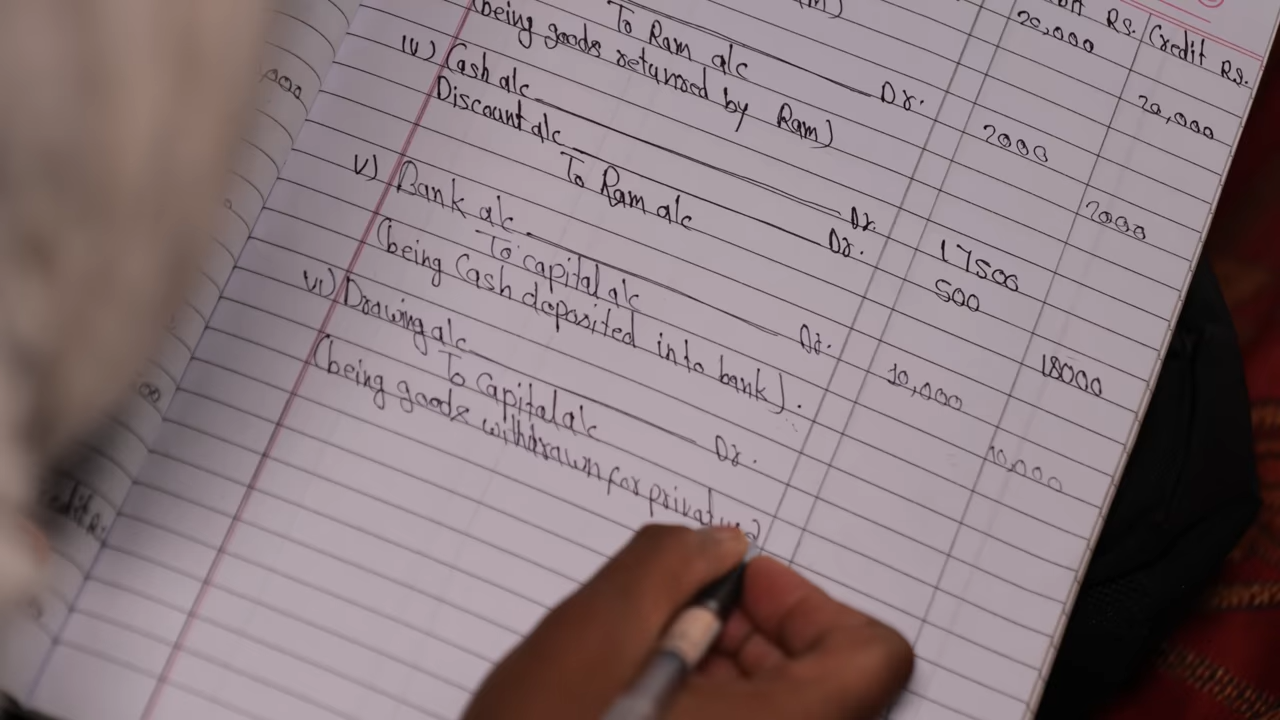 Rs. Credit Rs.
20,000
To Ram a/c
20,000
(being goods returned by Ram)
Dr.
2000
iv) Cash a/c Dr.
2000
Discount a/c Dr.
17500
To Ram a/c
500
v) Bank a/c Dr.
18000
To capital a/c
10,000
(being Cash deposited into bank).
10,000
vi) Drawing a/c Dr.
To Capital a/c
(being goods withdrawn for private